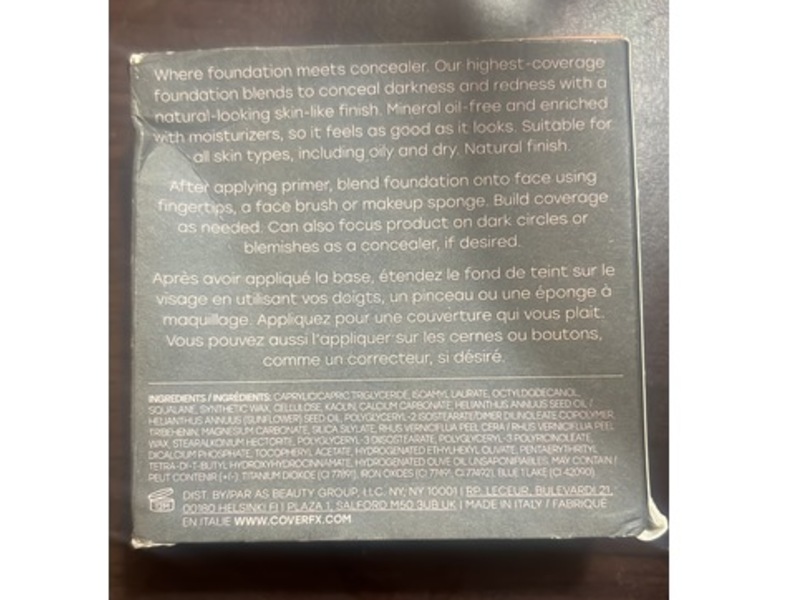 Where foundation meets concealer. Our highest-coverage
foundation blends to conceal darkness and redness with a
natural-looking skin-like finish. Mineral oil-free and enriched
with moisturizers, so it feels as good as it looks. Suitable for
all skin types, including oily and dry. Natural finish.
After applying primer, blend foundation onto face using
fingertips, a face brush or makeup sponge. Build coverage
as needed. Can also focus product on dark circles or
blemishes as a concealer, if desired.
Après avoir appliqué la base, étendez le fond de teint sur le
visage en utilisant vos doigts, un pinceau ou une éponge à
maquillage. Appliquez pour une couverture qui vous plait.
Vous pouvez aussi l'appliquer sur les cernes ou boutons,
comme un correcteur, si désiré.
INGREDIENTS / INGRÉDIENTS: CAPRYLIC/CAPRIC TRIGLYCERIDE, ISOAMYL LAURATE, OCTYLDODECANOL,
SQUALANE, SYNTHETIC WAX, CELLULOSE, KAOLIN, CALCIUM CARBONATE, HELIANTHUS ANNUUS SEED OIL /
HELIANTHUS ANNUUS (SUNFLOWER) SEED OIL, POLYGLYCERYL-2 ISOSTEARATE/DIMER DILINOLEATE COPOLYMER,
TRIBEHENIN, MAGNESIUM CARBONATE, SILICA SILYLATE, RHUS VERNICIFLUA PEEL CERA / RHUS VERNICIFLUA PEEL
WAX, STEARALKONIUM HECTORITE, POLYGLYCERYL-3 DIISOSTEARATE, POLYGLYCERYL-3 POLYRICINOLEATE,
DICALCIUM PHOSPHATE, TOCOPHERYL ACETATE, HYDROGENATED ETHYLHEXYL OLIVATE, PENTAERYTHRITYL
TETRA-DI-T-BUTYL HYDROXYHYDROCINNAMATE, HYDROGENATED OLIVE OIL UNSAPONIFIABLES. MAY CONTAIN /
PEUT CONTENIR (+/-): TITANIUM DIOXIDE (CI 77891), IRON OXIDES (CI 77491, CI 77492), BLUE 1 LAKE (CI 42090).
12M DIST. BY/PAR AS BEAUTY GROUP, LLC. NY, NY 10001 | RP. LECEUR, BULEVARDI 21,
00180 HELSINKI FI | PLAZA 1, SALFORD M50 3UB UK | MADE IN ITALY / FABRIQUÉ
EN ITALIE WWW.COVERFX.COM